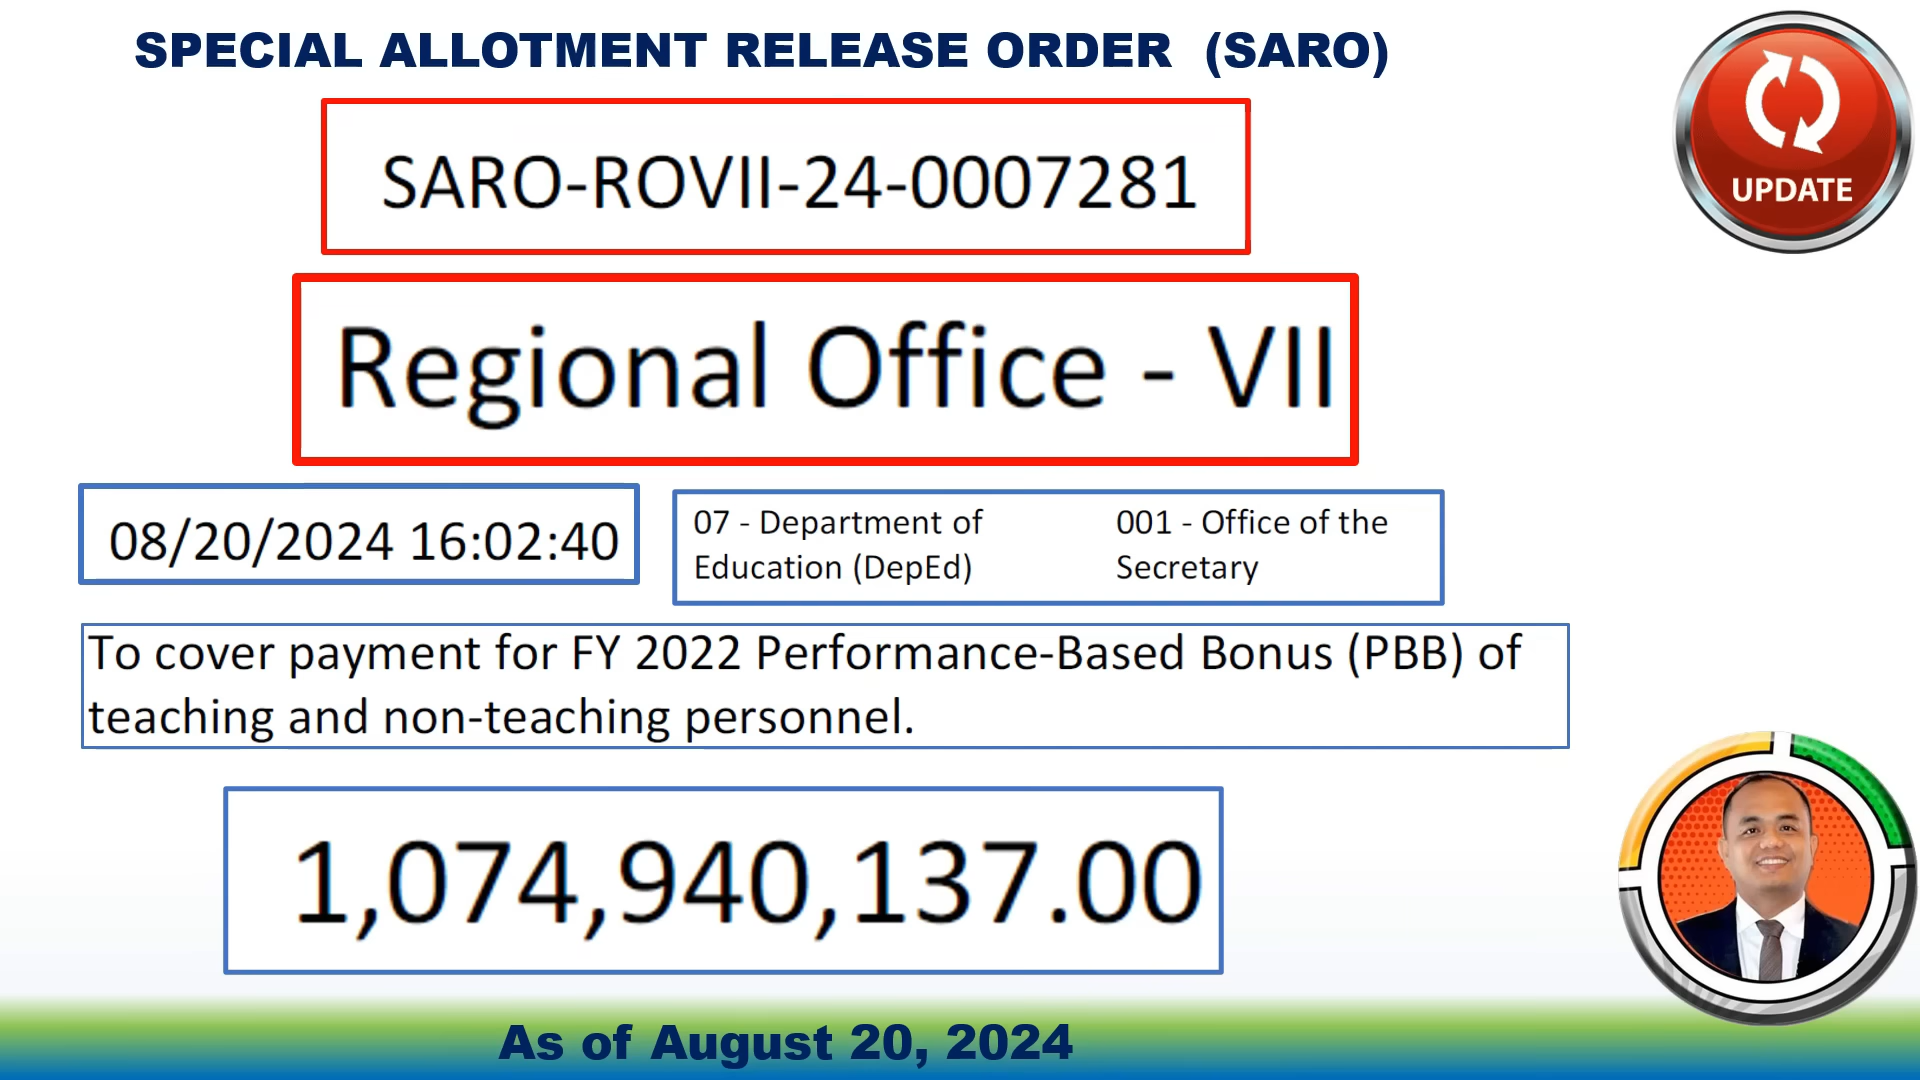 SPECIAL ALLOTMENT RELEASE ORDER (SARO)
UPDATE
SARO-ROVII-24-0007281
Regional Office - VII
08/20/2024 16:02:40
07 - Department of Education (DepEd)
001 - Office of the Secretary
To cover payment for FY 2022 Performance-Based Bonus (PBB) of
teaching and non-teaching personnel.
1,074,940,137.00
As of August 20, 2024